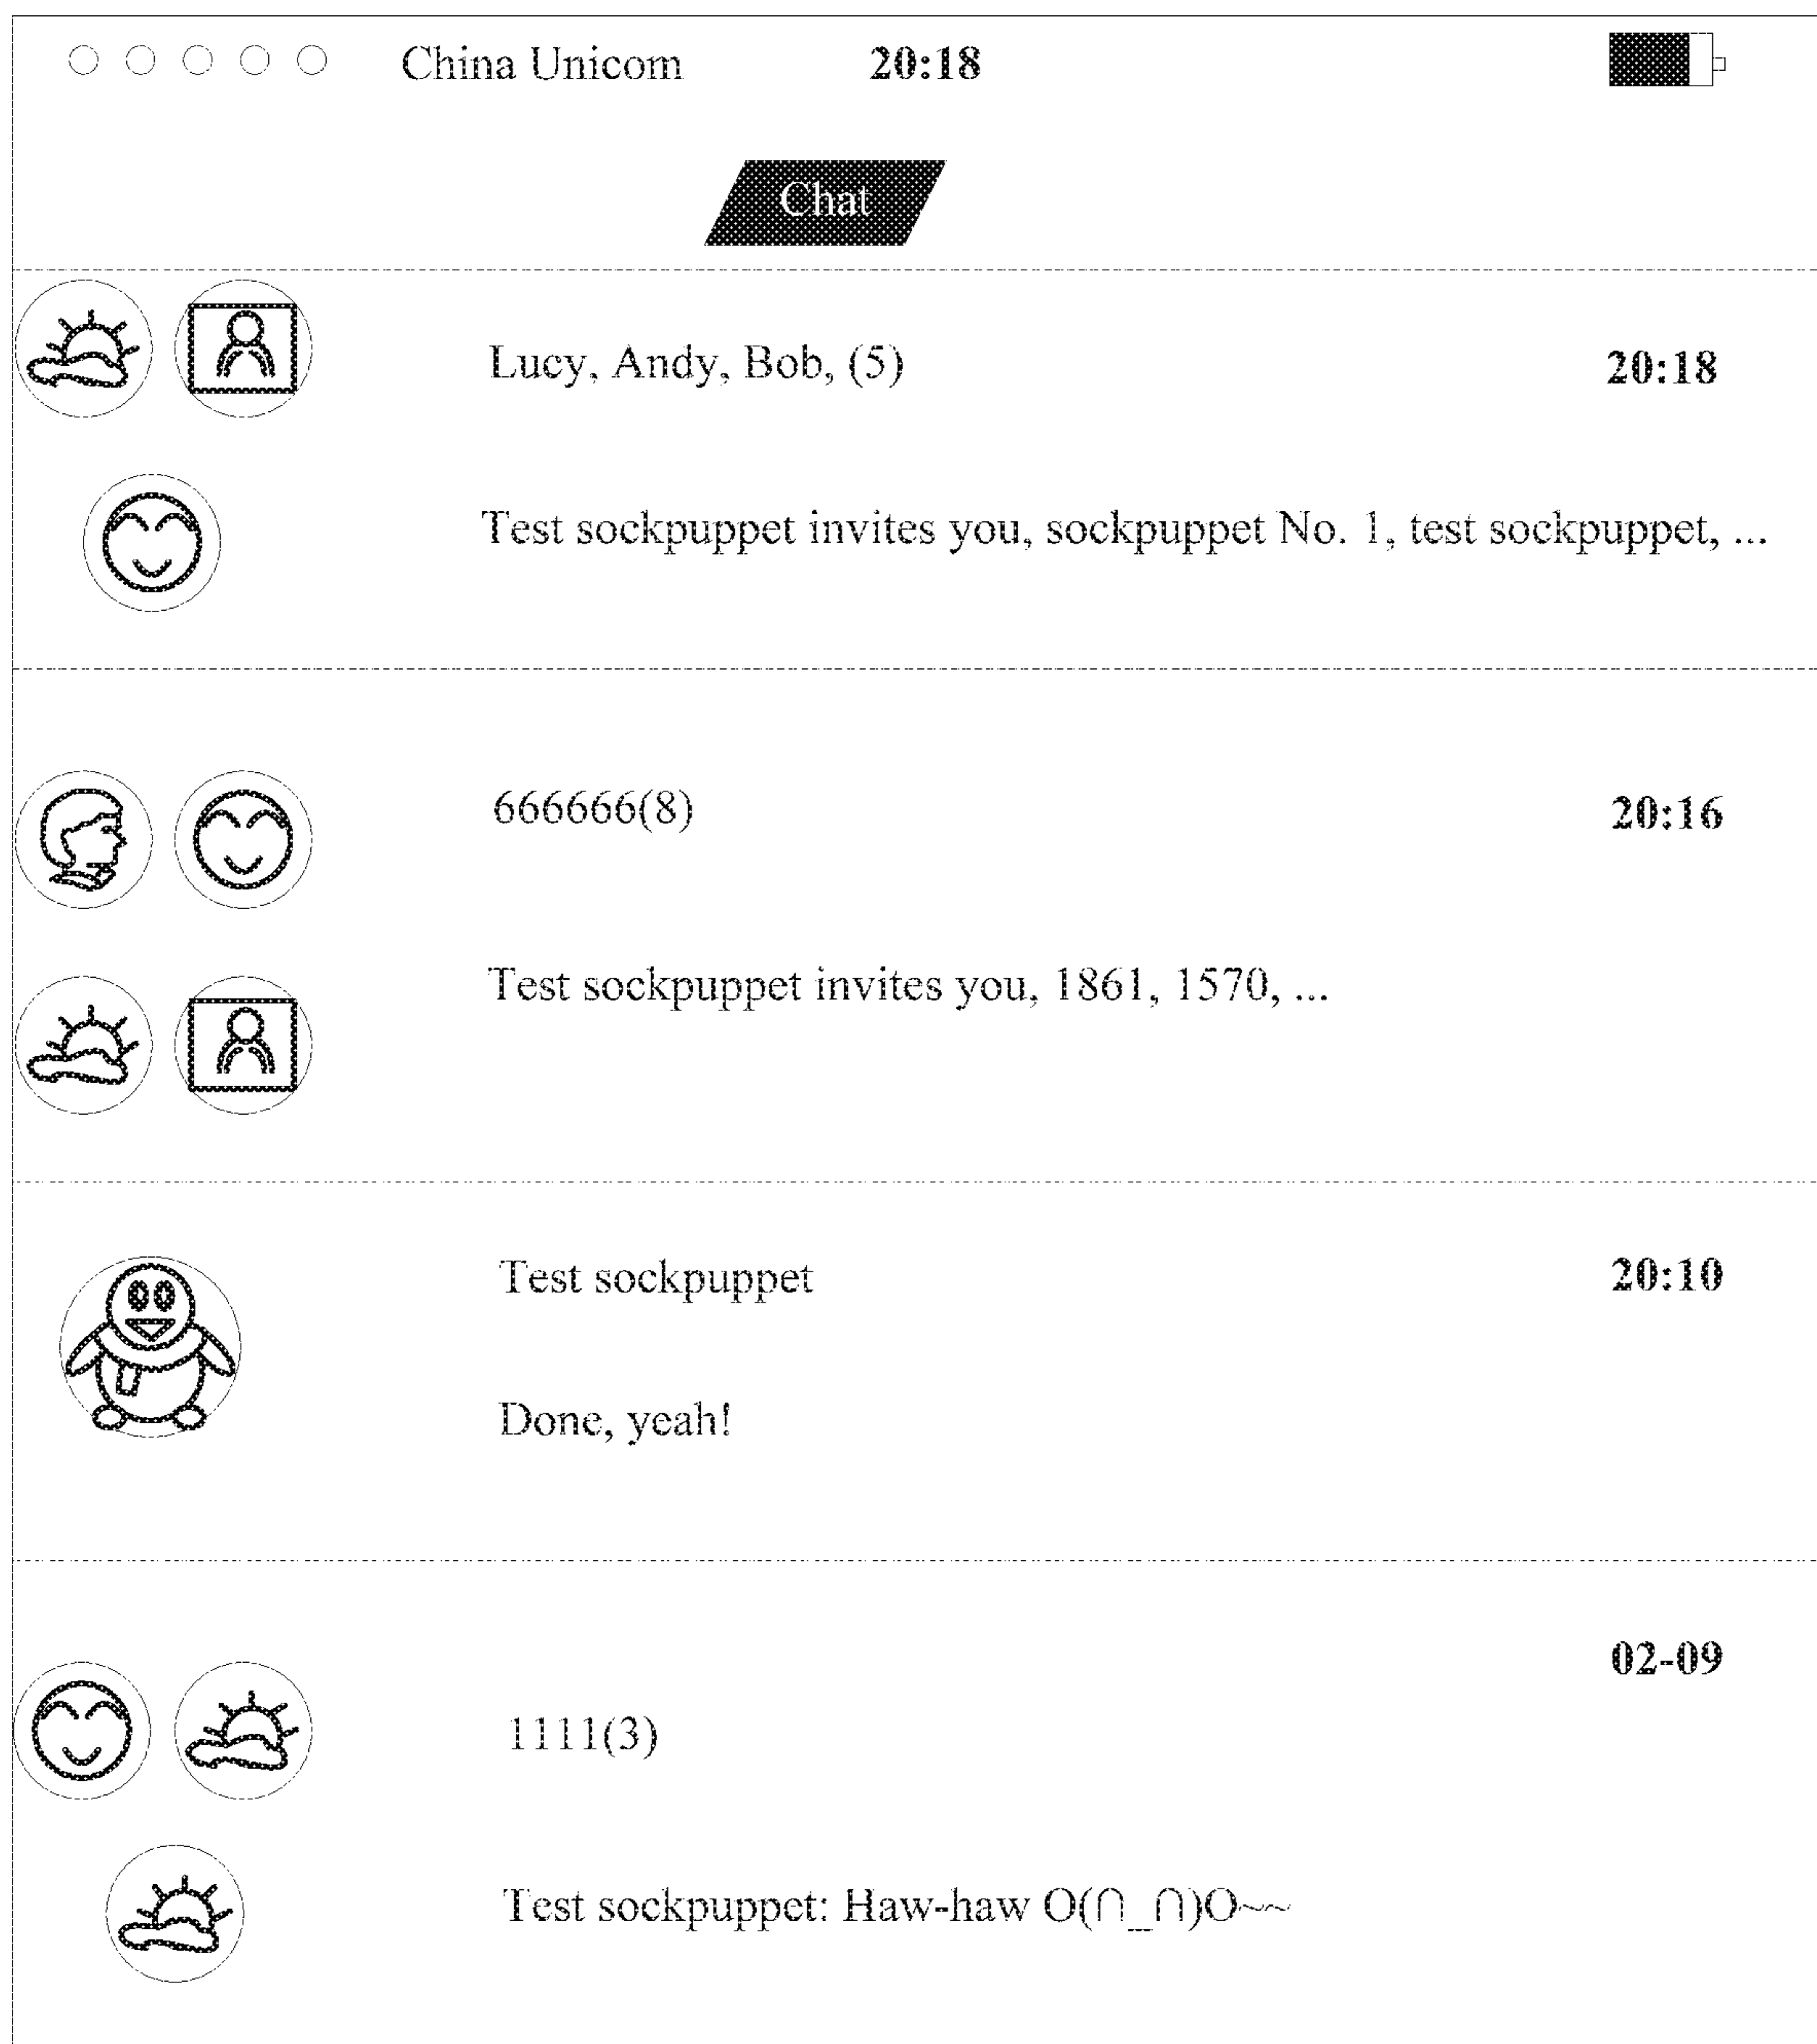 China Unicom 20:18
Chat
Lucy, Andy, Bob, (5) 20:18
Test sockpuppet invites you, sockpuppet No. 1, test sockpuppet, ...
666666(8) 20:16
Test sockpuppet invites you, 1861, 1570, ...
Test sockpuppet 20:10
Done, yeah!
02-09
1111(3)
Test sockpuppet: Haw-haw O(∩_∩)O~~